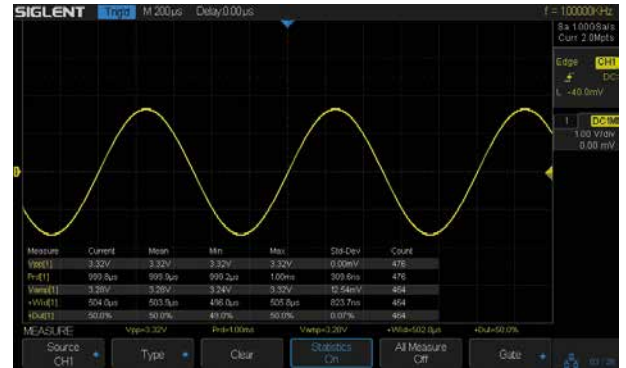 SIGLENT Trig'd M 200μs Delay:0.00μs f = 1.00000KHz
Sa 1.00GSa/s
Curr 2.0Mpts
Edge CH1
DC
L -40.0mV
1 DC1M
1.00 V/div
0.00 mV
Measure Current Mean Min Max Std-Dev Count
Vpp[1] 3.32V 3.32V 3.32V 3.32V 0.00mV 476
Prd[1] 999.8μs 999.9μs 999.2μs 1.00ms 309.6ns 476
Vamp[1] 3.28V 3.28V 3.24V 3.32V 12.54mV 464
+Wid[1] 504.0μs 503.9μs 496.0μs 505.8μs 823.7ns 464
+Dut[1] 50.0% 50.0% 49.0% 50.0% 0.07% 464
MEASURE Vpp=3.32V Prd=1.00ms Vamp=3.28V +Wid=502.0μs +Dut=50.0%
Source CH1
Type
Clear
Statistics On
All Measure Off
Gate